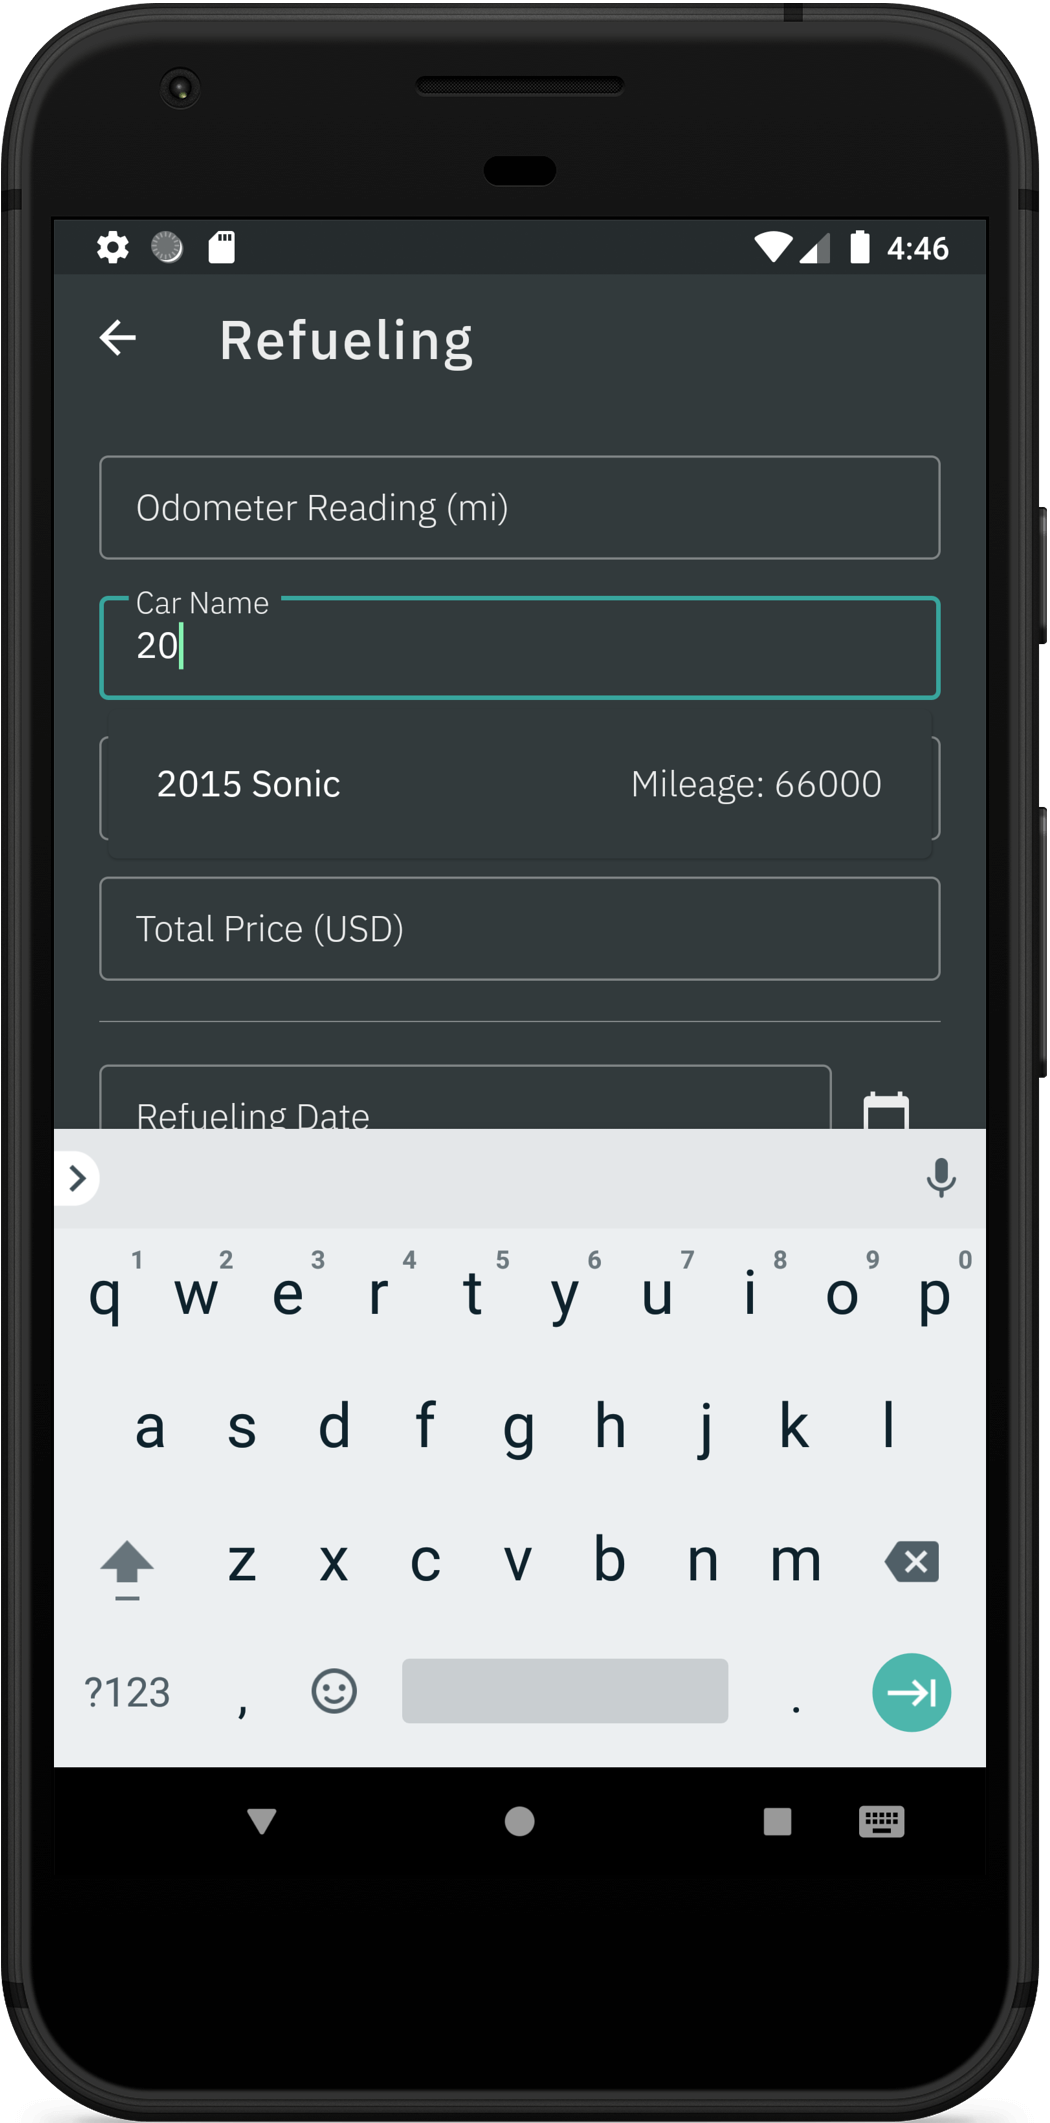 4:46
Refueling
Odometer Reading (mi)
Car Name
20
2015 Sonic Mileage: 66000
Total Price (USD)
Refueling Date
1 2 3 4 5 6 7 8 9 0
q w e r t y u i o p
a s d f g h j k l
z x c v b n m
?123 , .